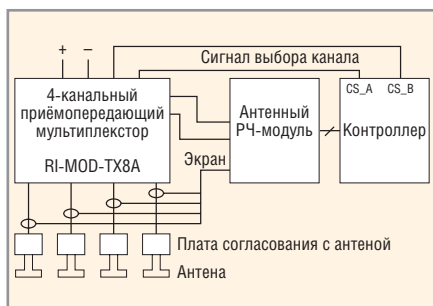 + −
Сигнал выбора канала
4-канальный
приёмопередающий
мультиплекстор
RI-MOD-TX8A
Антенный
РЧ-модуль
CS_A CS_B
Контроллер
Экран
Плата согласования с антеной
Антена